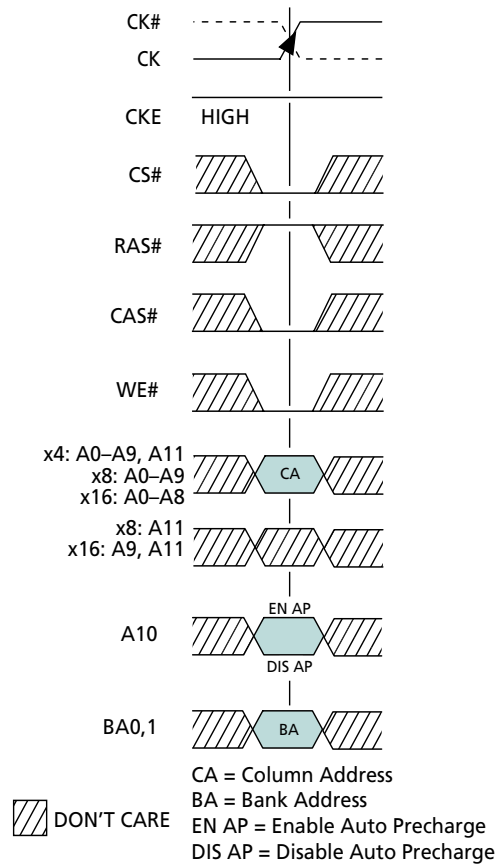 CK#
CK
CKE HIGH
CS#
RAS#
CAS#
WE#
x4: A0–A9, A11
x8: A0–A9
x16: A0–A8
CA
x8: A11
x16: A9, A11
EN AP
A10
DIS AP
BA0,1
BA
CA = Column Address
BA = Bank Address
EN AP = Enable Auto Precharge
DIS AP = Disable Auto Precharge
DON'T CARE